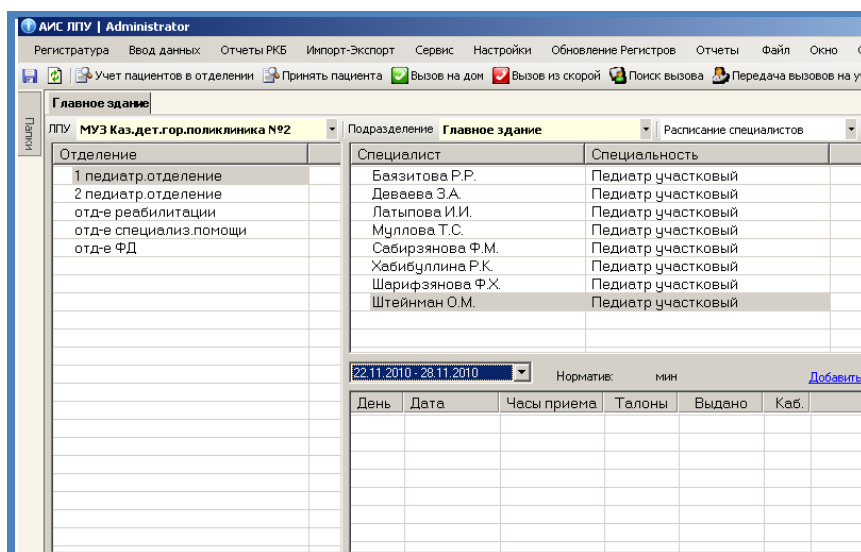 АИС ЛПУ | Administrator
Регистратура Ввод данных Отчеты РКБ Импорт-Экспорт Сервис Настройки Обновление Регистров Отчеты Файл Окно
Учет пациентов в отделении Принять пациента Вызов на дом Вызов из скорой Поиск вызова Передача вызовов на у
Папки
Главное здание
ЛПУ МУЗ Каз.дет.гор.поликлиника №2 Подразделение Главное здание Расписание специалистов
Отделение Специалист Специальность
1 педиатр.отделение Баязитова Р.Р. Педиатр участковый
2 педиатр.отделение Деваева З.А. Педиатр участковый
отд-е реабилитации Латыпова И.И. Педиатр участковый
отд-е специализ.помощи Муллова Т.С. Педиатр участковый
отд-е ФД Сабирзянова Ф.М. Педиатр участковый
Хабибуллина Р.К. Педиатр участковый
Шарифзянова Ф.Х. Педиатр участковый
Штейнман О.М. Педиатр участковый
22.11.2010 - 28.11.2010 Норматив: мин Добавить
День Дата Часы приема Талоны Выдано Каб.